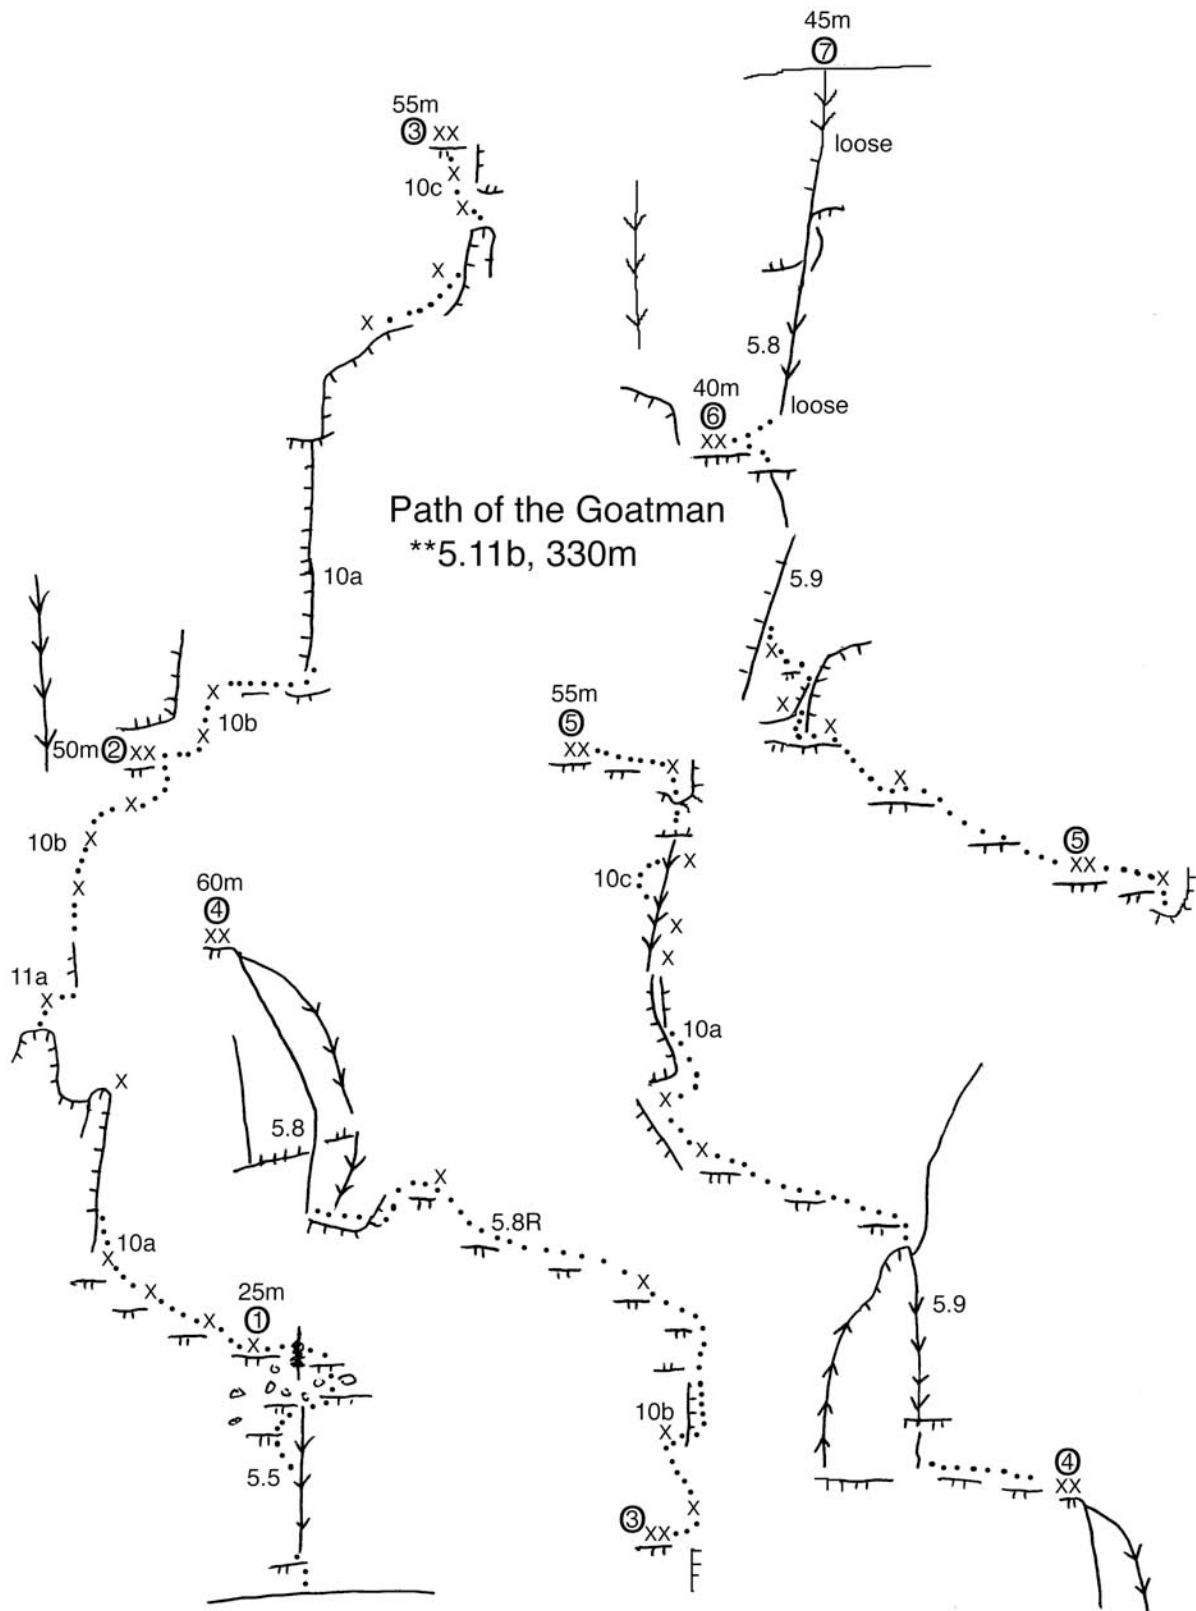 45m
7
loose
55m
3 XX
X
10c
X
X
X
5.8
loose
40m
6
XX
Path of the Goatman
**5.11b, 330m
10a
5.9
X
X
10b
X
50m 2 XX
X
X
55m
5
XX
X
X
X
X
10b
X
10c
X
5
XX
X
60m
4
XX
X
X
11a
X
10a
X
X
5.8
X
X
5.8R
10a
X
X
X
25m
1
X
X
5.9
10b
X
4
XX
5.5
X
3 XX